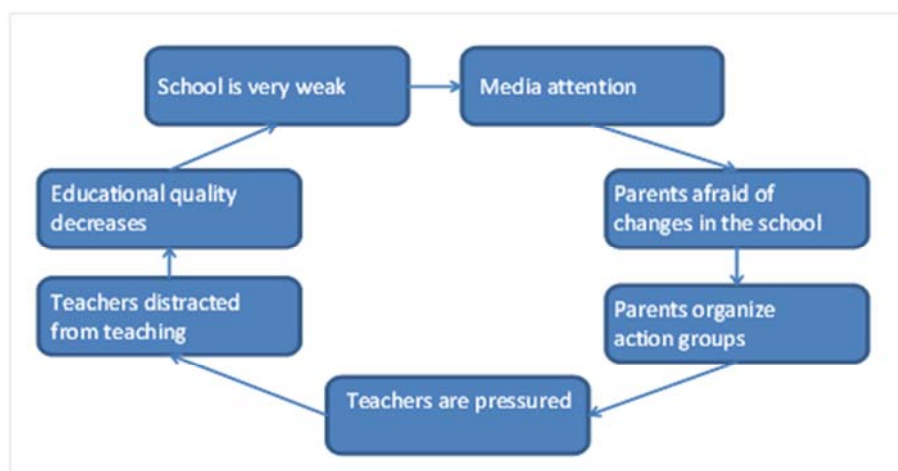 School is very weak
Media attention
Parents afraid of
changes in the school
Parents organize
action groups
Teachers are pressured
Teachers distracted
from teaching
Educational quality
decreases